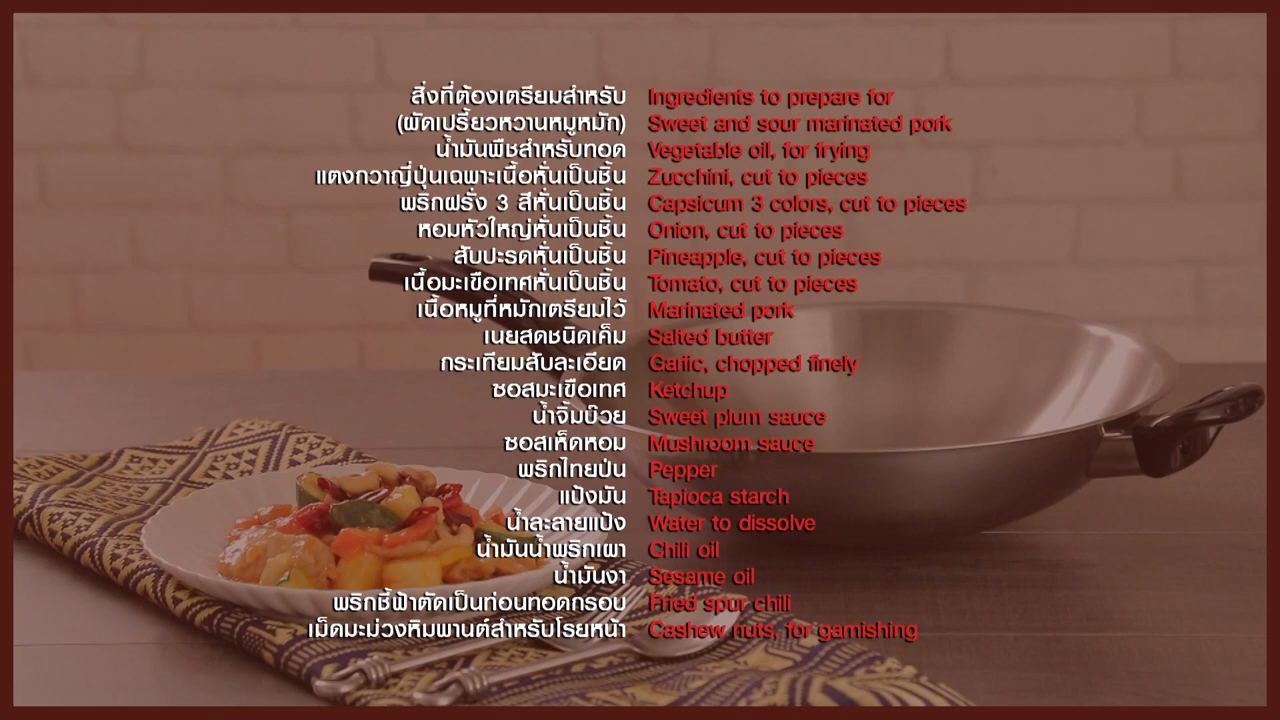 สิ่งที่ต้องเตรียมสำหรับ Ingredients to prepare for
(ผัดเปรี้ยวหวานหมูหมัก) Sweet and sour marinated pork
น้ำมันพืชสำหรับทอด Vegetable oil, for frying
แตงกวาญี่ปุ่นเฉพาะเนื้อหั่นเป็นชิ้น Zucchini, cut to pieces
พริกฝรั่ง 3 สีหั่นเป็นชิ้น Capsicum 3 colors, cut to pieces
หอมหัวใหญ่หั่นเป็นชิ้น Onion, cut to pieces
สับปะรดหั่นเป็นชิ้น Pineapple, cut to pieces
เนื้อมะเขือเทศหั่นเป็นชิ้น Tomato, cut to pieces
เนื้อหมูที่หมักเตรียมไว้ Marinated pork
เนยสดชนิดเค็ม Salted butter
กระเทียมสับละเอียด Garlic, chopped finely
ซอสมะเขือเทศ Ketchup
น้ำจิ้มบ๊วย Sweet plum sauce
ซอสเห็ดหอม Mushroom sauce
พริกไทยป่น Pepper
แป้งมัน Tapioca starch
น้ำละลายแป้ง Water to dissolve
น้ำมันน้ำพริกเผา Chili oil
น้ำมันงา Sesame oil
พริกชี้ฟ้าตัดเป็นท่อนทอดกรอบ Fried spur chili
เม็ดมะม่วงหิมพานต์สำหรับโรยหน้า Cashew nuts, for garnishing